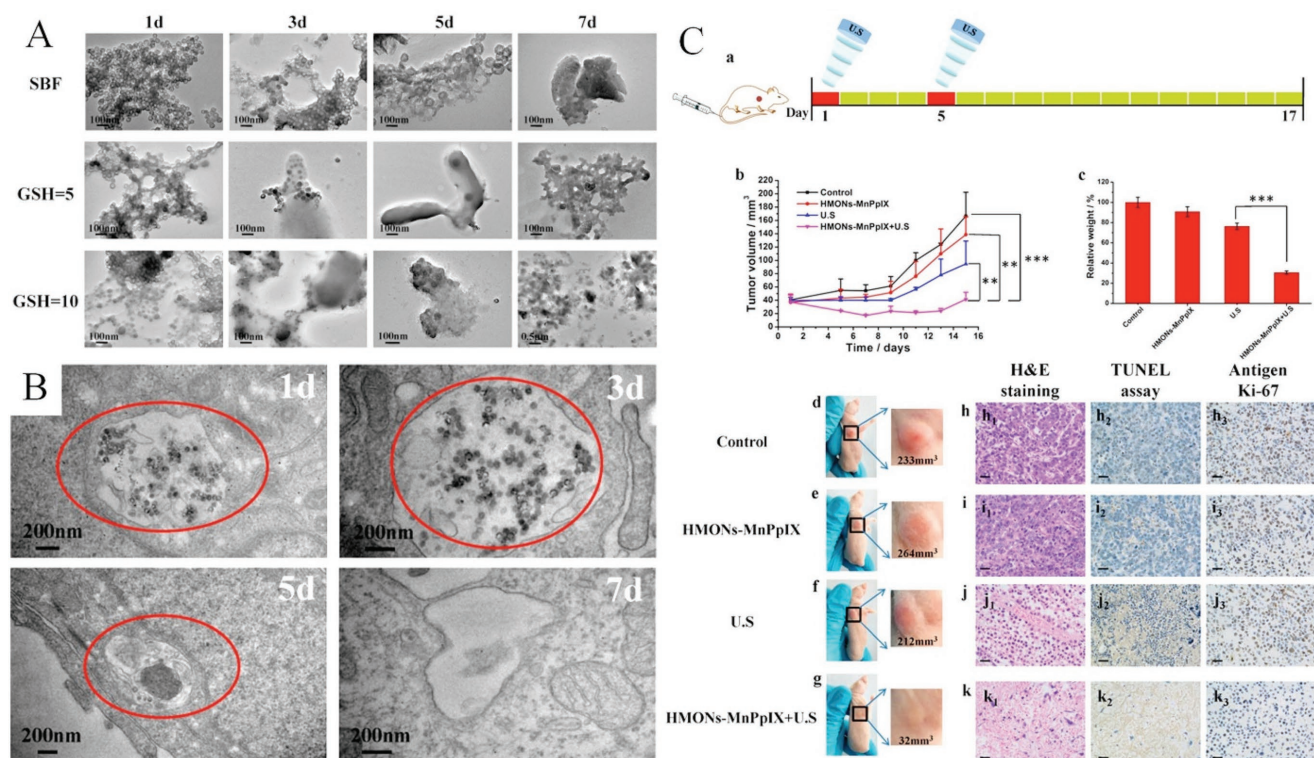 A
1d 3d 5d 7d
SBF
100nm 100nm 100nm 100nm
GSH=5
100nm 100nm 100nm 100nm
GSH=10
100nm 100nm 100nm 0.5nm
B
1d 3d
200nm 200nm
5d 7d
200nm 200nm
C
a
U.S U.S
Day 1 5 17
b
Tumor volume / mm³
220
200
180
160
140
120
100
80
60
40
20
0
Control
HMONs-MnPpIX
U.S
HMONs-MnPpIX+U.S
** ** ***
0 2 4 6 8 10 12 14 16
Time / days
c
Relative weight / %
120
100
80
60
40
20
0
***
Control HMONs-MnPpIX U.S HMONs-MnPpIX+U.S
H&E staining TUNEL assay Antigen Ki-67
Control d 233mm³ h h₁ h₂ h₃
HMONs-MnPpIX e 264mm³ i i₁ i₂ i₃
U.S f 212mm³ j j₁ j₂ j₃
HMONs-MnPpIX+U.S g 32mm³ k k₁ k₂ k₃